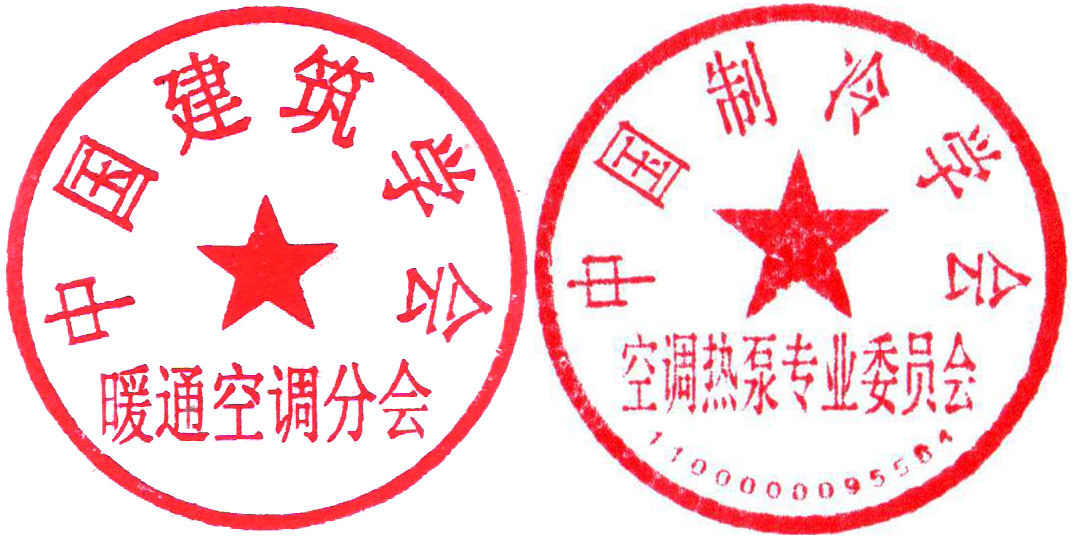 中国建筑学会
暖通空调分会
中国制冷学会
空调热泵专业委员会
1100000095584